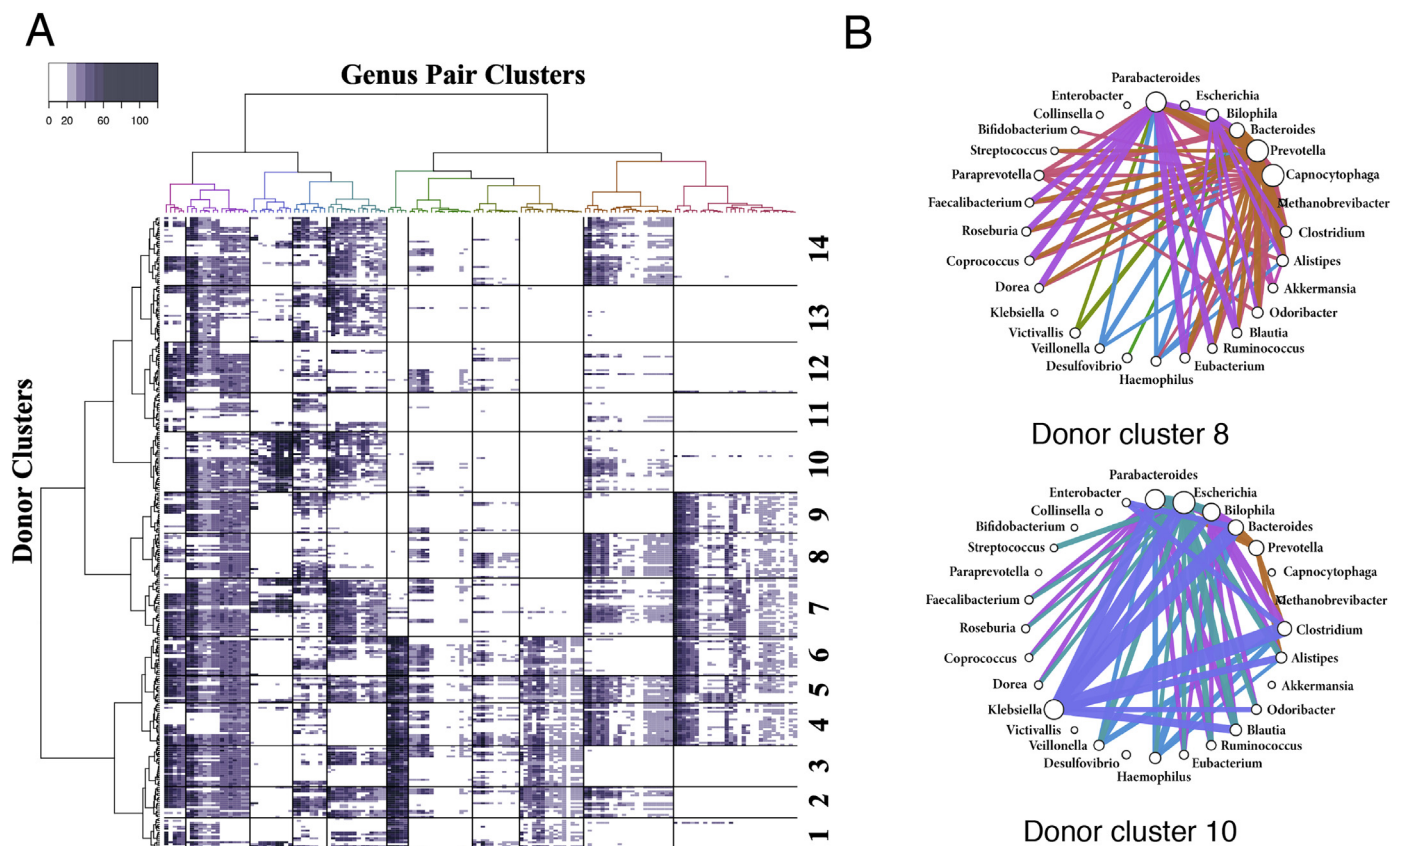 A
B
Genus Pair Clusters
0 20 60 100
Donor Clusters
14
13
12
11
10
9
8
7
6
5
4
3
2
1
Parabacteroides
Enterobacter
Escherichia
Collinsella
Bilophila
Bifidobacterium
Bacteroides
Streptococcus
Prevotella
Paraprevotella
Capnocytophaga
Faecalibacterium
Methanobrevibacter
Roseburia
Clostridium
Coprococcus
Alistipes
Dorea
Akkermansia
Klebsiella
Odoribacter
Victivallis
Blautia
Veillonella
Ruminococcus
Desulfovibrio
Eubacterium
Haemophilus
Donor cluster 8
Parabacteroides
Enterobacter
Escherichia
Collinsella
Bilophila
Bifidobacterium
Bacteroides
Streptococcus
Prevotella
Paraprevotella
Capnocytophaga
Faecalibacterium
Methanobrevibacter
Roseburia
Clostridium
Coprococcus
Alistipes
Dorea
Akkermansia
Klebsiella
Odoribacter
Victivallis
Blautia
Veillonella
Ruminococcus
Desulfovibrio
Eubacterium
Haemophilus
Donor cluster 10